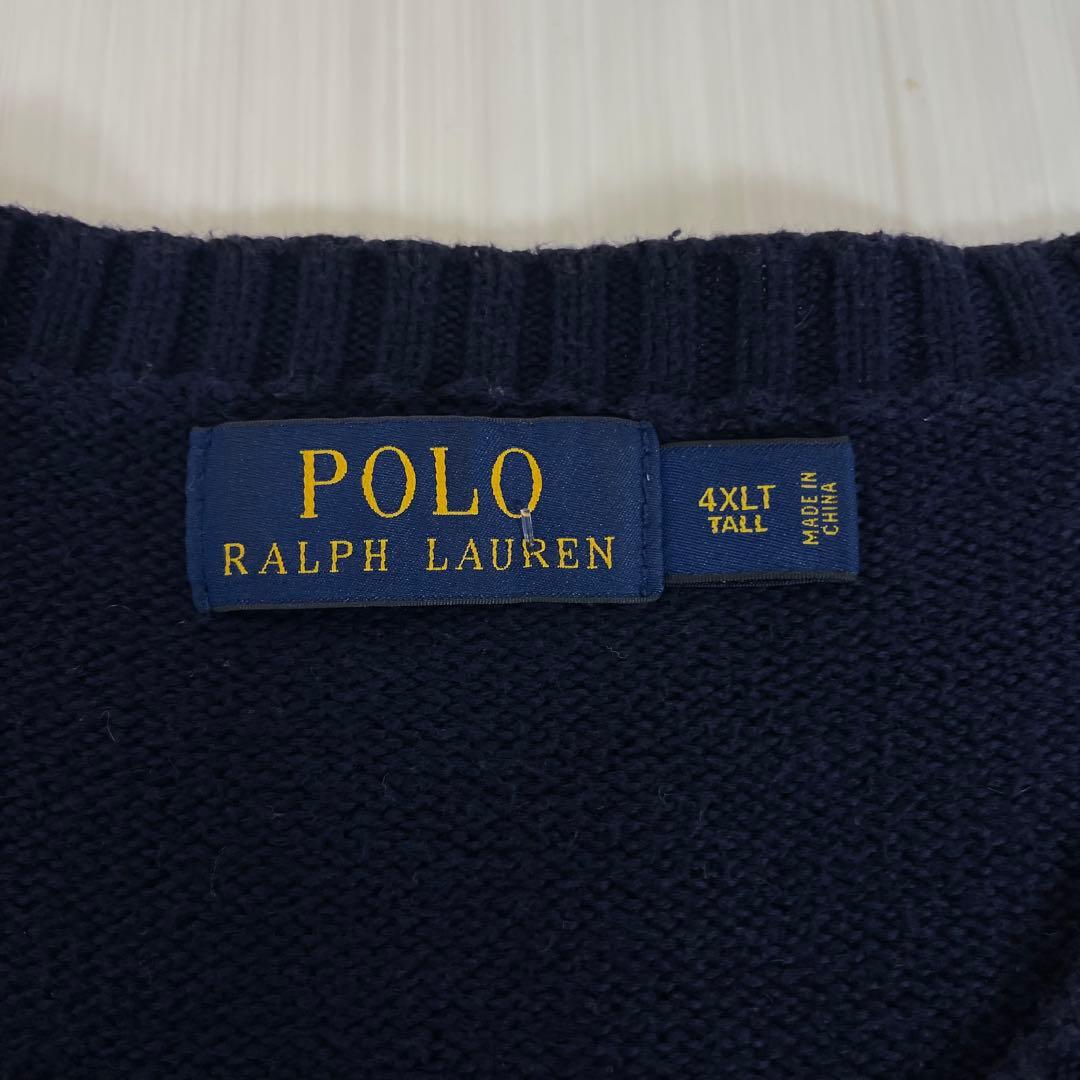 POLO
RALPH LAUREN
4XLT
TALL
MADE IN
CHINA